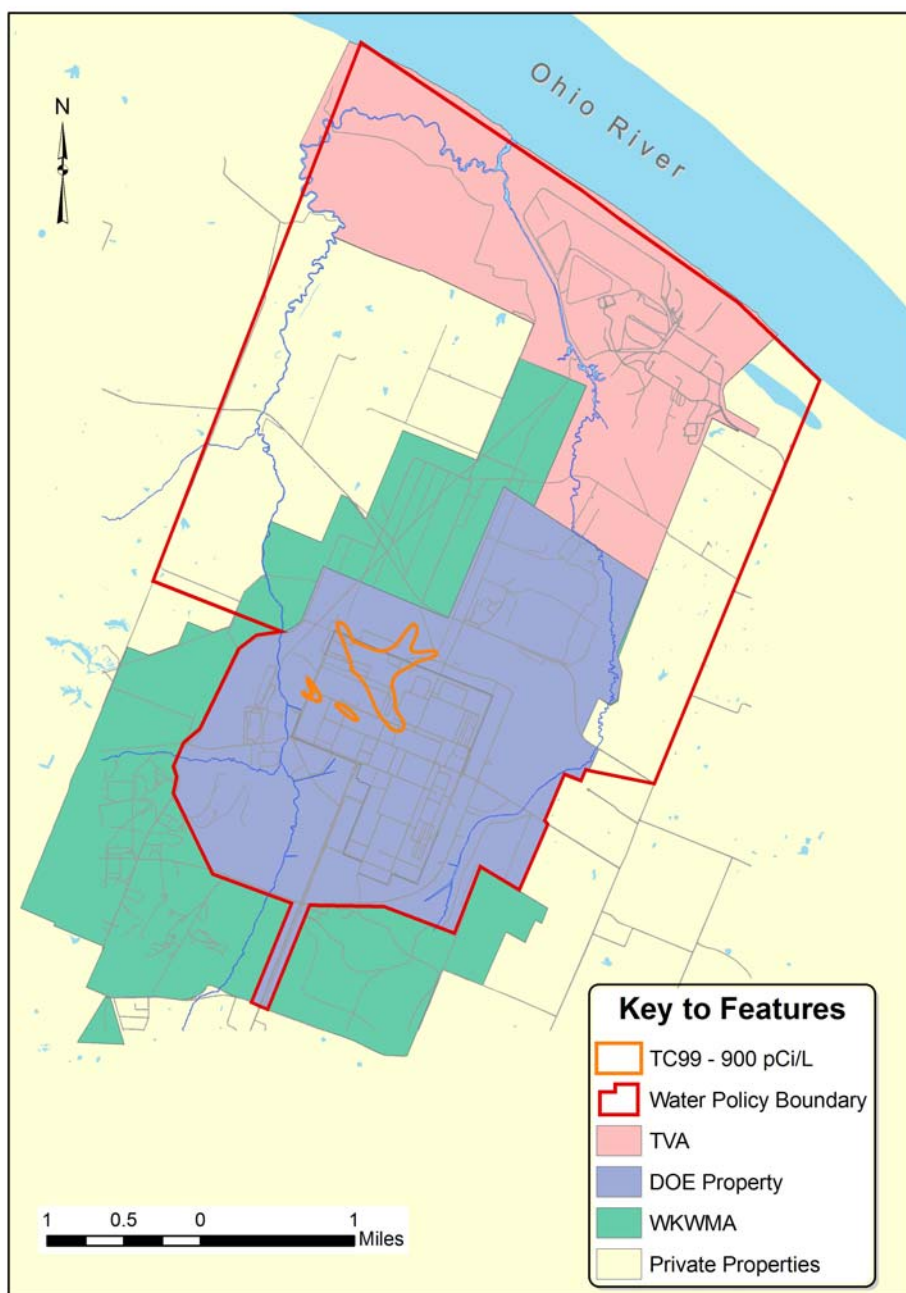 Ohio River
N
Key to Features
TC99 - 900 pCi/L
Water Policy Boundary
TVA
DOE Property
WKWMA
Private Properties
1 0.5 0 1
Miles